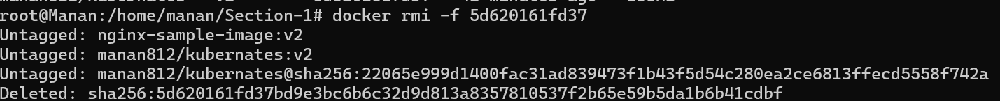 root@Manan:/home/manan/Section-1# docker rmi -f 5d620161fd37
Untagged: nginx-sample-image:v2
Untagged: manan812/kubernates:v2
Untagged: manan812/kubernates@sha256:22065e999d1400fac31ad839473f1b43f5d54c280ea2ce6813ffecd5558f742a
Deleted: sha256:5d620161fd37bd9e3bc6b6c32d9d813a8357810537f2b65e59b5da1b6b41cdbf